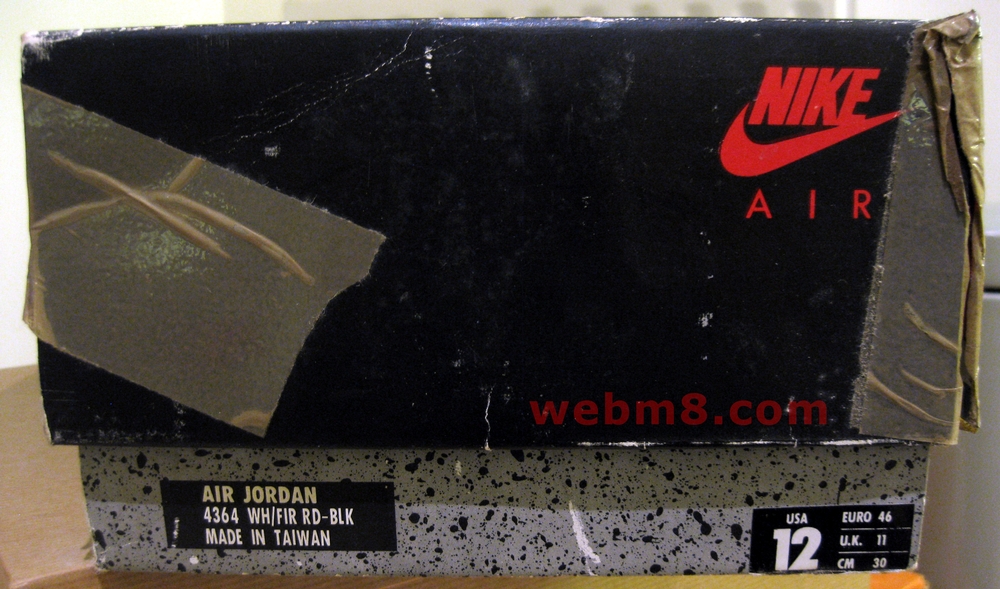 NIKE
AIR
webm8.com
AIR JORDAN
4364 WH/FIR RD-BLK
MADE IN TAIWAN
USA
12
EURO 46
U.K. 11
CM 30